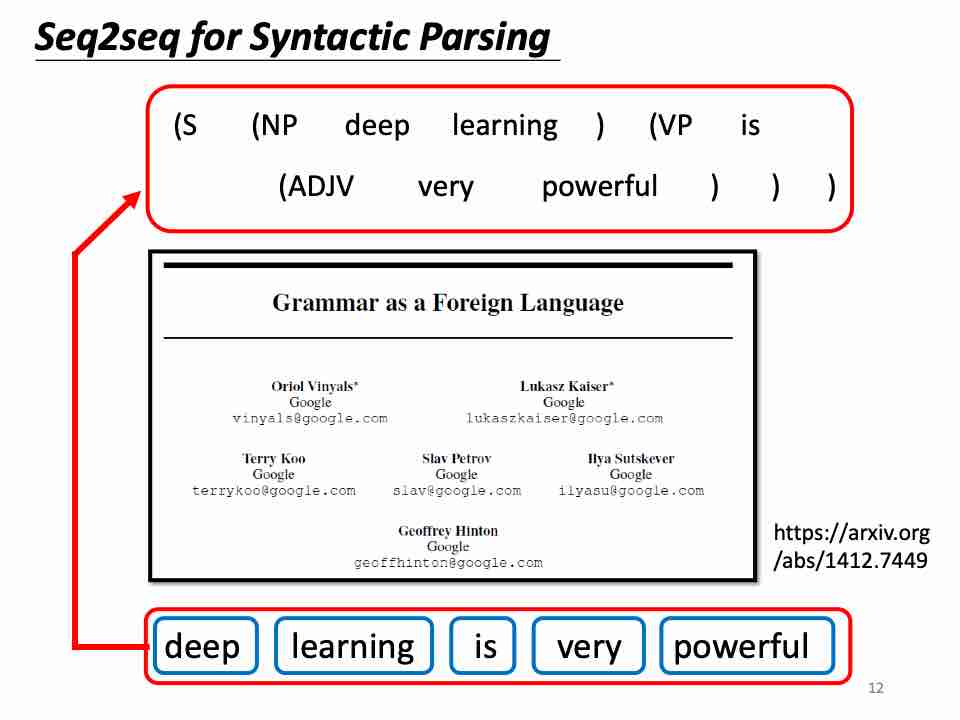 Seq2seq for Syntactic Parsing
(S (NP deep learning ) (VP is
(ADJV very powerful ) ) )
Grammar as a Foreign Language
Oriol Vinyals* Lukasz Kaiser*
Google Google
vinyals@google.com lukaszkaiser@google.com
Terry Koo Slav Petrov Ilya Sutskever
Google Google Google
terrykoo@google.com slav@google.com ilyasu@google.com
Geoffrey Hinton
Google
geoffhinton@google.com
https://arxiv.org
/abs/1412.7449
deep learning is very powerful
12